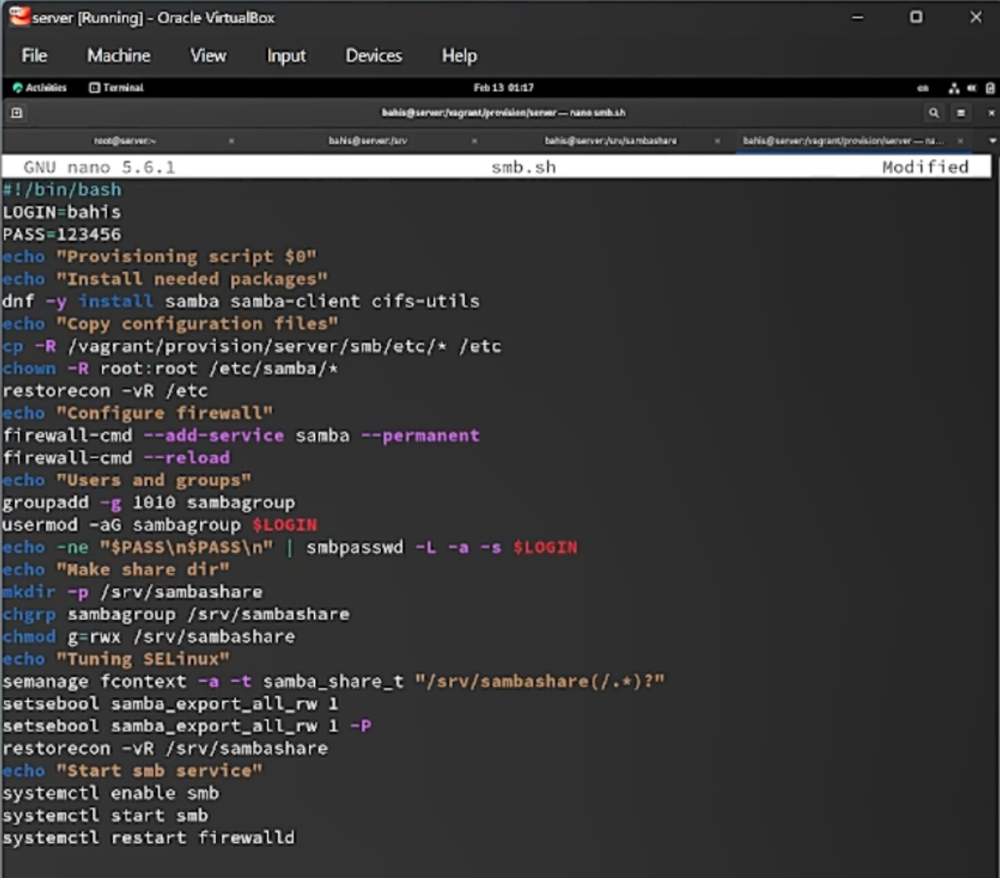 server [Running] - Oracle VirtualBox
File Machine View Input Devices Help
Activities Terminal Feb 13 01:17 en
bahis@server:/vagrant/provision/server — nano smb.sh
root@server:~ bahis@server:/srv bahis@server:/srv/sambashare bahis@server:/vagrant/provision/server — na...
GNU nano 5.6.1 smb.sh Modified
#!/bin/bash
LOGIN=bahis
PASS=123456
echo "Provisioning script $0"
echo "Install needed packages"
dnf -y install samba samba-client cifs-utils
echo "Copy configuration files"
cp -R /vagrant/provision/server/smb/etc/* /etc
chown -R root:root /etc/samba/*
restorecon -vR /etc
echo "Configure firewall"
firewall-cmd --add-service samba --permanent
firewall-cmd --reload
echo "Users and groups"
groupadd -g 1010 sambagroup
usermod -aG sambagroup $LOGIN
echo -ne "$PASS\n$PASS\n" | smbpasswd -L -a -s $LOGIN
echo "Make share dir"
mkdir -p /srv/sambashare
chgrp sambagroup /srv/sambashare
chmod g=rwx /srv/sambashare
echo "Tuning SELinux"
semanage fcontext -a -t samba_share_t "/srv/sambashare(/.*)?"
setsebool samba_export_all_rw 1
setsebool samba_export_all_rw 1 -P
restorecon -vR /srv/sambashare
echo "Start smb service"
systemctl enable smb
systemctl start smb
systemctl restart firewalld